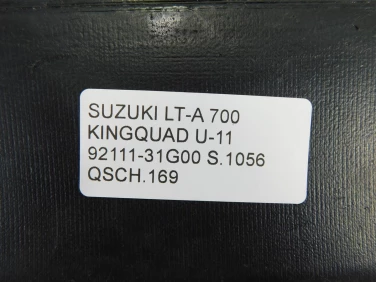 SUZUKI LT-A 700
KINGQUAD U-11
92111-31G00 S.1056
QSCH.169